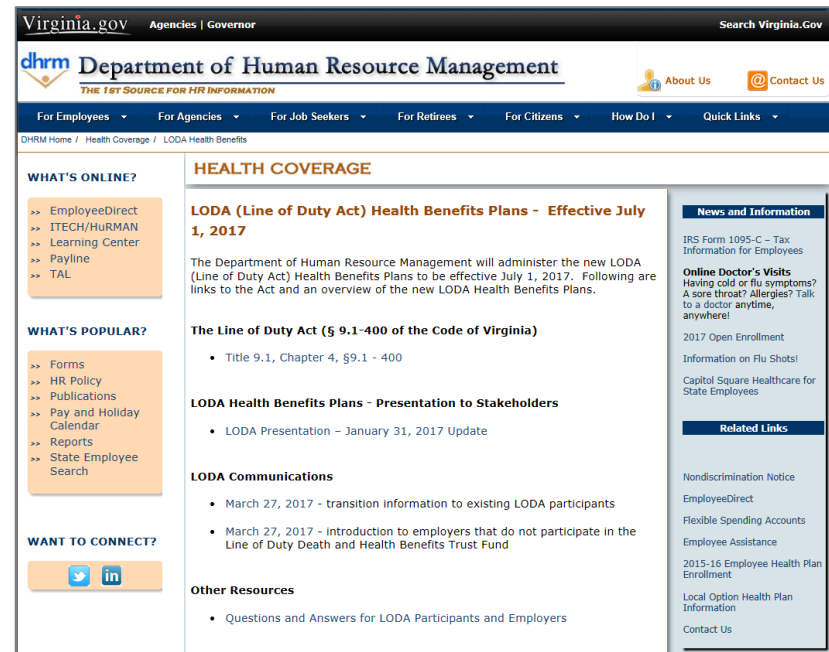 Virginia.gov Agencies | Governor Search Virginia.Gov
dhrm Department of Human Resource Management
THE 1ST SOURCE FOR HR INFORMATION
About Us @ Contact Us
For Employees For Agencies For Job Seekers For Retirees For Citizens How Do I Quick Links
DHRM Home / Health Coverage / LODA Health Benefits
WHAT'S ONLINE?
>> EmployeeDirect
>> ITECH/HuRMAN
>> Learning Center
>> Payline
>> TAL
WHAT'S POPULAR?
>> Forms
>> HR Policy
>> Publications
>> Pay and Holiday
Calendar
>> Reports
>> State Employee
Search
WANT TO CONNECT?
in
HEALTH COVERAGE
LODA (Line of Duty Act) Health Benefits Plans - Effective July
1, 2017
The Department of Human Resource Management will administer the new LODA
(Line of Duty Act) Health Benefits Plans to be effective July 1, 2017. Following are
links to the Act and an overview of the new LODA Health Benefits Plans.
The Line of Duty Act (§ 9.1-400 of the Code of Virginia)
• Title 9.1, Chapter 4, §9.1 - 400
LODA Health Benefits Plans - Presentation to Stakeholders
• LODA Presentation – January 31, 2017 Update
LODA Communications
• March 27, 2017 - transition information to existing LODA participants
• March 27, 2017 - introduction to employers that do not participate in the
Line of Duty Death and Health Benefits Trust Fund
Other Resources
• Questions and Answers for LODA Participants and Employers
News and Information
IRS Form 1095-C – Tax
Information for Employees
Online Doctor's Visits
Having cold or flu symptoms?
A sore throat? Allergies? Talk
to a doctor anytime,
anywhere!
2017 Open Enrollment
Information on Flu Shots!
Capitol Square Healthcare for
State Employees
Related Links
Nondiscrimination Notice
EmployeeDirect
Flexible Spending Accounts
Employee Assistance
2015-16 Employee Health Plan
Enrollment
Local Option Health Plan
Information
Contact Us